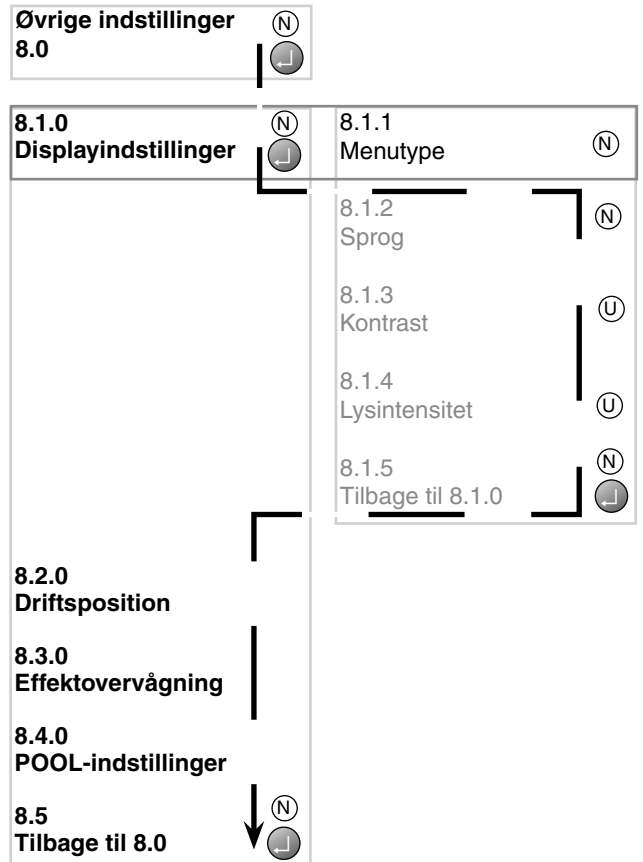 Øvrige indstillinger N
8.0
8.1.0 N
Displayindstillinger
8.1.1
Menutype N
8.1.2 N
Sprog
8.1.3 U
Kontrast
8.1.4
Lysintensitet U
8.1.5 N
Tilbage til 8.1.0
8.2.0
Driftsposition
8.3.0
Effektovervågning
8.4.0
POOL-indstillinger
8.5 N
Tilbage til 8.0